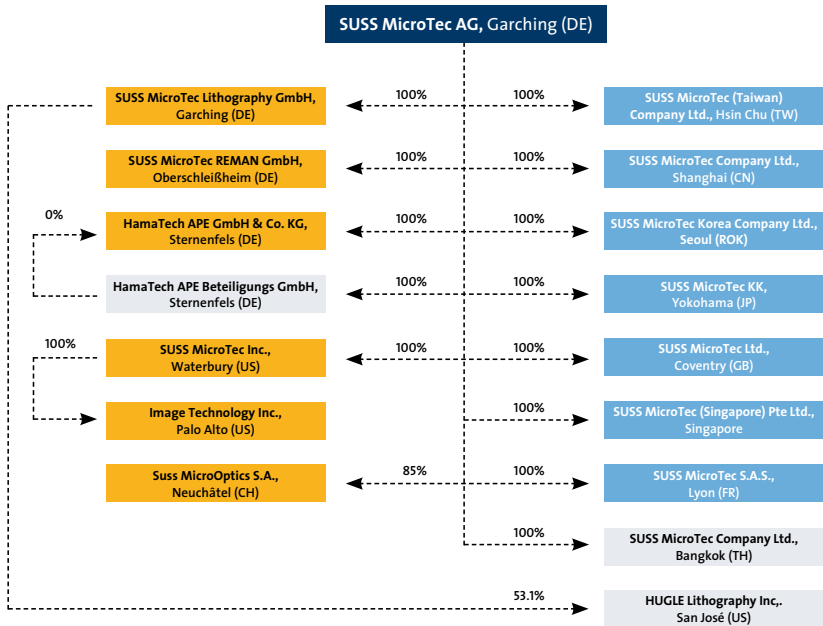 SUSS MicroTec AG, Garching (DE)
SUSS MicroTec Lithography GmbH,
Garching (DE)
100%
100%
SUSS MicroTec (Taiwan)
Company Ltd., Hsin Chu (TW)
SUSS MicroTec REMAN GmbH,
Oberschleißheim (DE)
100%
100%
SUSS MicroTec Company Ltd.,
Shanghai (CN)
0%
HamaTech APE GmbH & Co. KG,
Sternenfels (DE)
100%
100%
SUSS MicroTec Korea Company Ltd.,
Seoul (ROK)
HamaTech APE Beteiligungs GmbH,
Sternenfels (DE)
100%
100%
SUSS MicroTec KK,
Yokohama (JP)
100%
SUSS MicroTec Inc.,
Waterbury (US)
100%
100%
SUSS MicroTec Ltd.,
Coventry (GB)
Image Technology Inc.,
Palo Alto (US)
100%
SUSS MicroTec (Singapore) Pte Ltd.,
Singapore
Suss MicroOptics S.A.,
Neuchâtel (CH)
85%
100%
SUSS MicroTec S.A.S.,
Lyon (FR)
100%
SUSS MicroTec Company Ltd.,
Bangkok (TH)
53.1%
HUGLE Lithography Inc,.
San José (US)